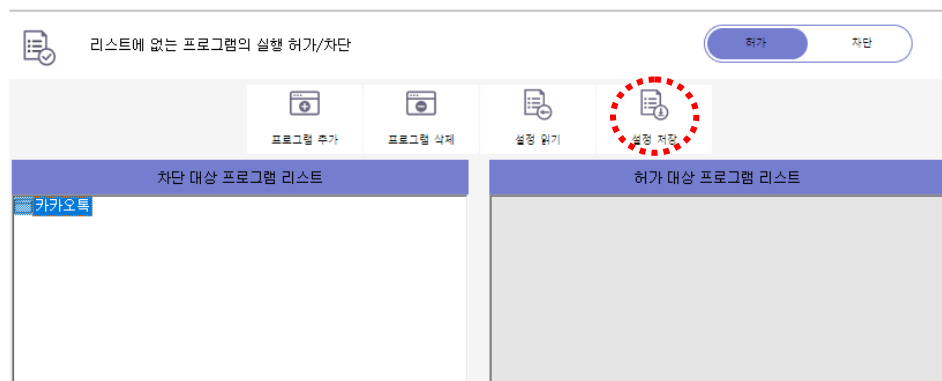 리스트에 없는 프로그램의 실행 허가/차단
허가 차단
프로그램 추가 프로그램 삭제 설정 읽기 설정 저장
차단 대상 프로그램 리스트 허가 대상 프로그램 리스트
카카오톡